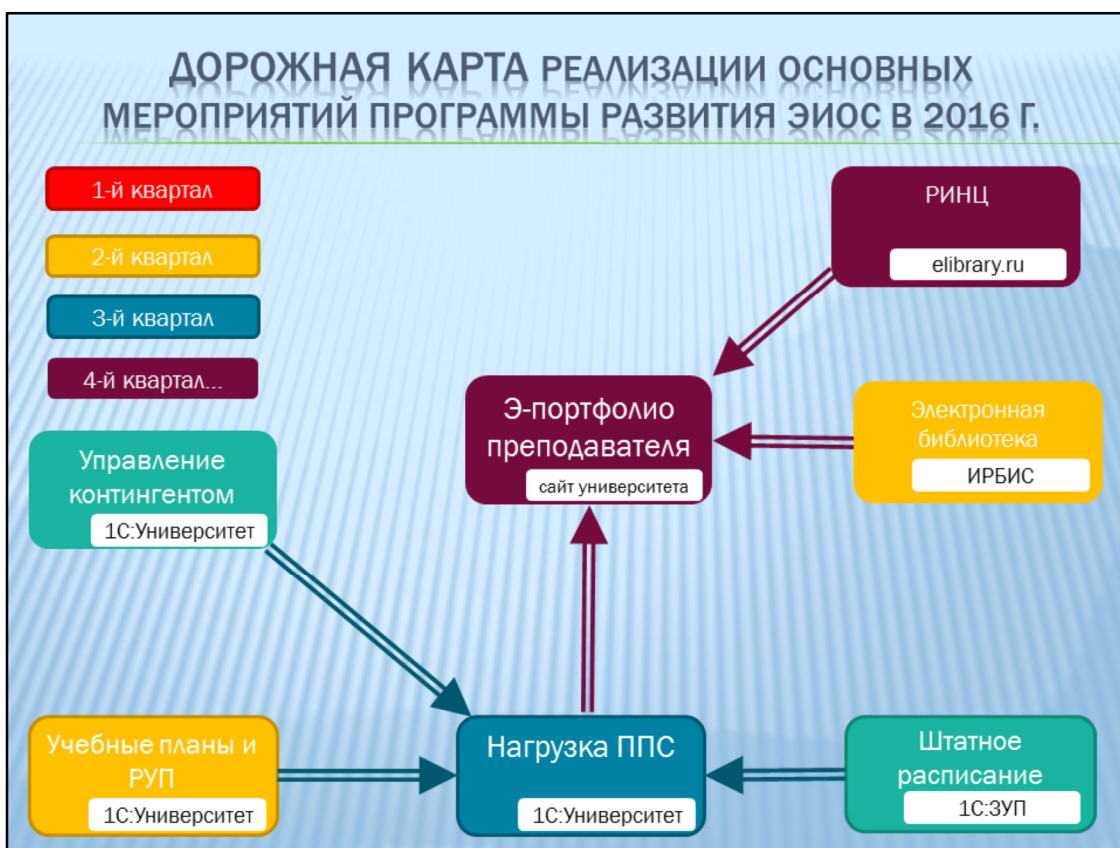 ДОРОЖНАЯ КАРТА РЕАЛИЗАЦИИ ОСНОВНЫХ
МЕРОПРИЯТИЙ ПРОГРАММЫ РАЗВИТИЯ ЭИОС В 2016 Г.
1-й квартал
2-й квартал
3-й квартал
4-й квартал...
РИНЦ
elibrary.ru
Э-портфолио
преподавателя
сайт университета
Электронная
библиотека
ИРБИС
Управление
контингентом
1С:Университет
Учебные планы и
РУП
1С:Университет
Нагрузка ППС
1С:Университет
Штатное
расписание
1С:ЗУП